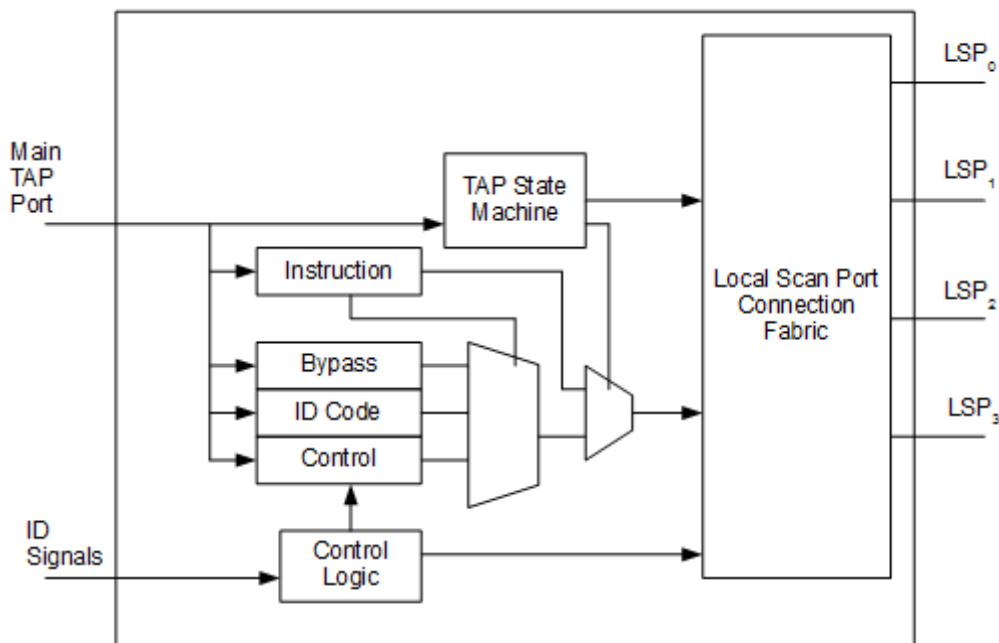 LSP₀
Main
TAP
Port
TAP State
Machine
LSP₁
Instruction
Local Scan Port
Connection
Fabric
LSP₂
Bypass
ID Code
Control
LSP₃
ID
Signals
Control
Logic